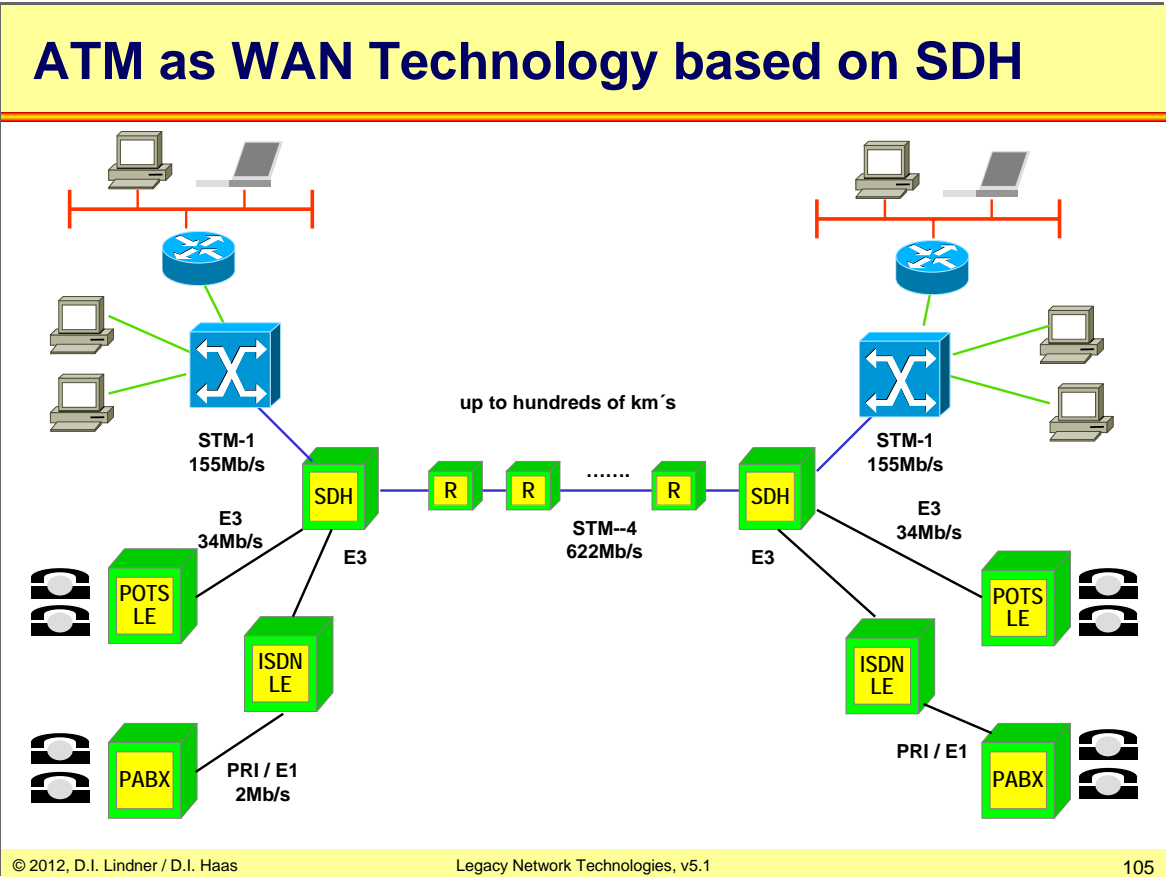 ATM as WAN Technology based on SDH
up to hundreds of km´s
STM-1
155Mb/s
STM-1
155Mb/s
SDH
R
R
…….
R
SDH
E3
34Mb/s
E3
STM--4
622Mb/s
E3
E3
34Mb/s
POTS
LE
POTS
LE
ISDN
LE
ISDN
LE
PABX
PRI / E1
2Mb/s
PRI / E1
PABX
© 2012, D.I. Lindner / D.I. Haas
Legacy Network Technologies, v5.1
105